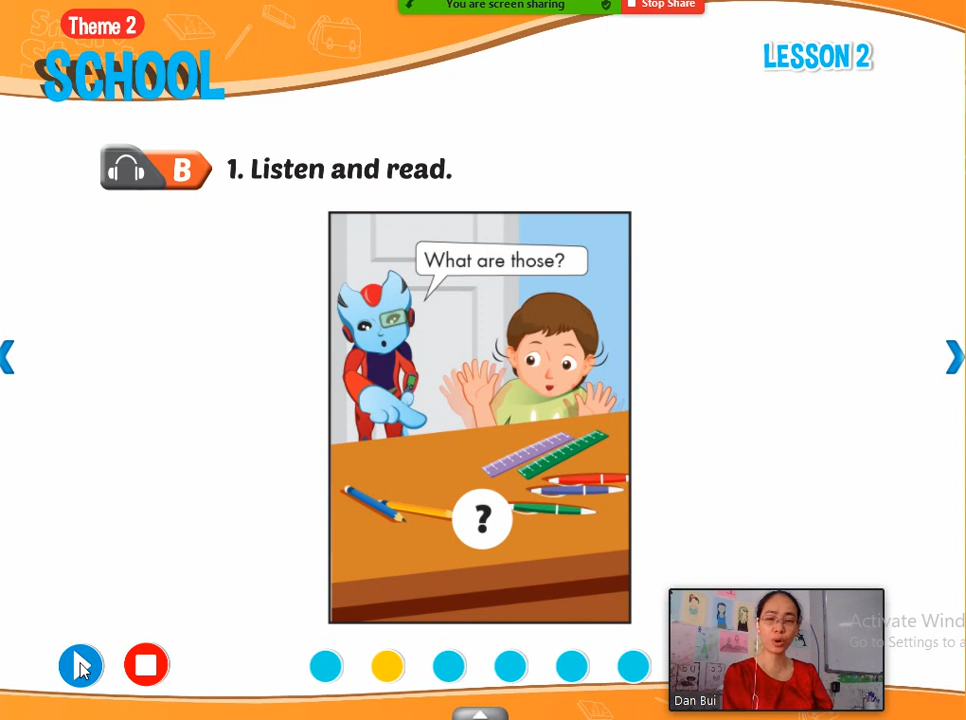 You are screen sharing
Stop Share
Theme 2
SCHOOL
LESSON 2
B
1. Listen and read.
What are those?
?
Activate Wind
Go to Settings to a
Dan Bui